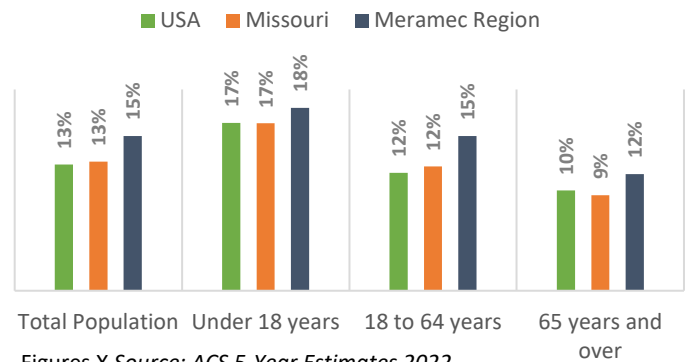 USA Missouri Meramec Region
13% 13% 15% 17% 17% 18% 12% 12% 15% 10% 9% 12%
Total Population Under 18 years 18 to 64 years 65 years and
over
Figures X Source: ACS 5-Year Estimates 2022